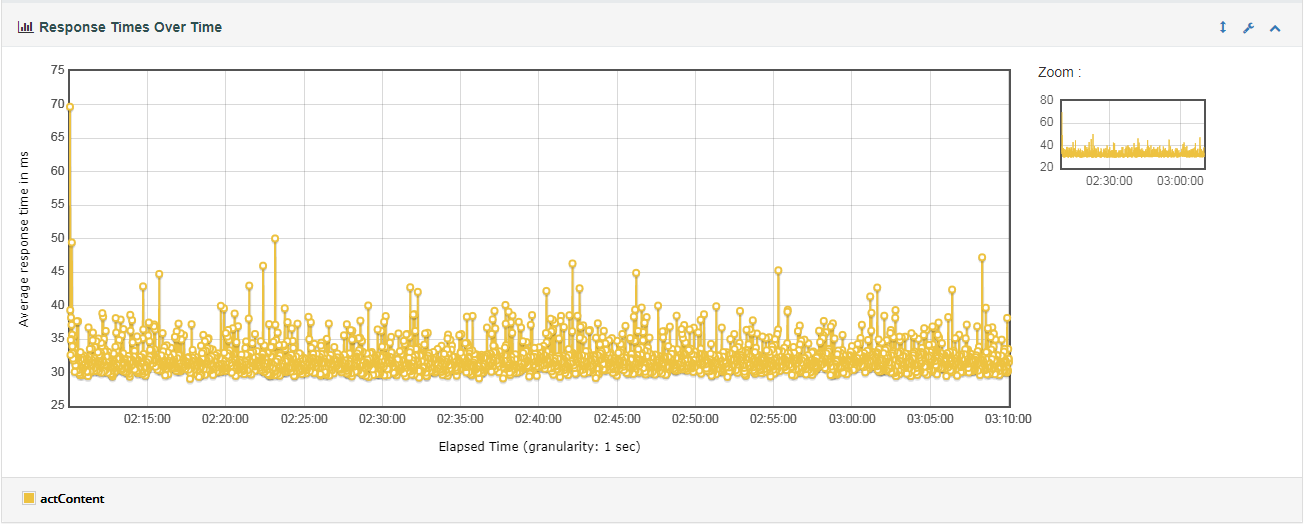 Response Times Over Time
Zoom :
75
70
65
60
55
50
45
40
35
30
25
Average response time in ms
02:15:00 02:20:00 02:25:00 02:30:00 02:35:00 02:40:00 02:45:00 02:50:00 02:55:00 03:00:00 03:05:00 03:10:00
Elapsed Time (granularity: 1 sec)
80
60
40
20
02:30:00 03:00:00
actContent